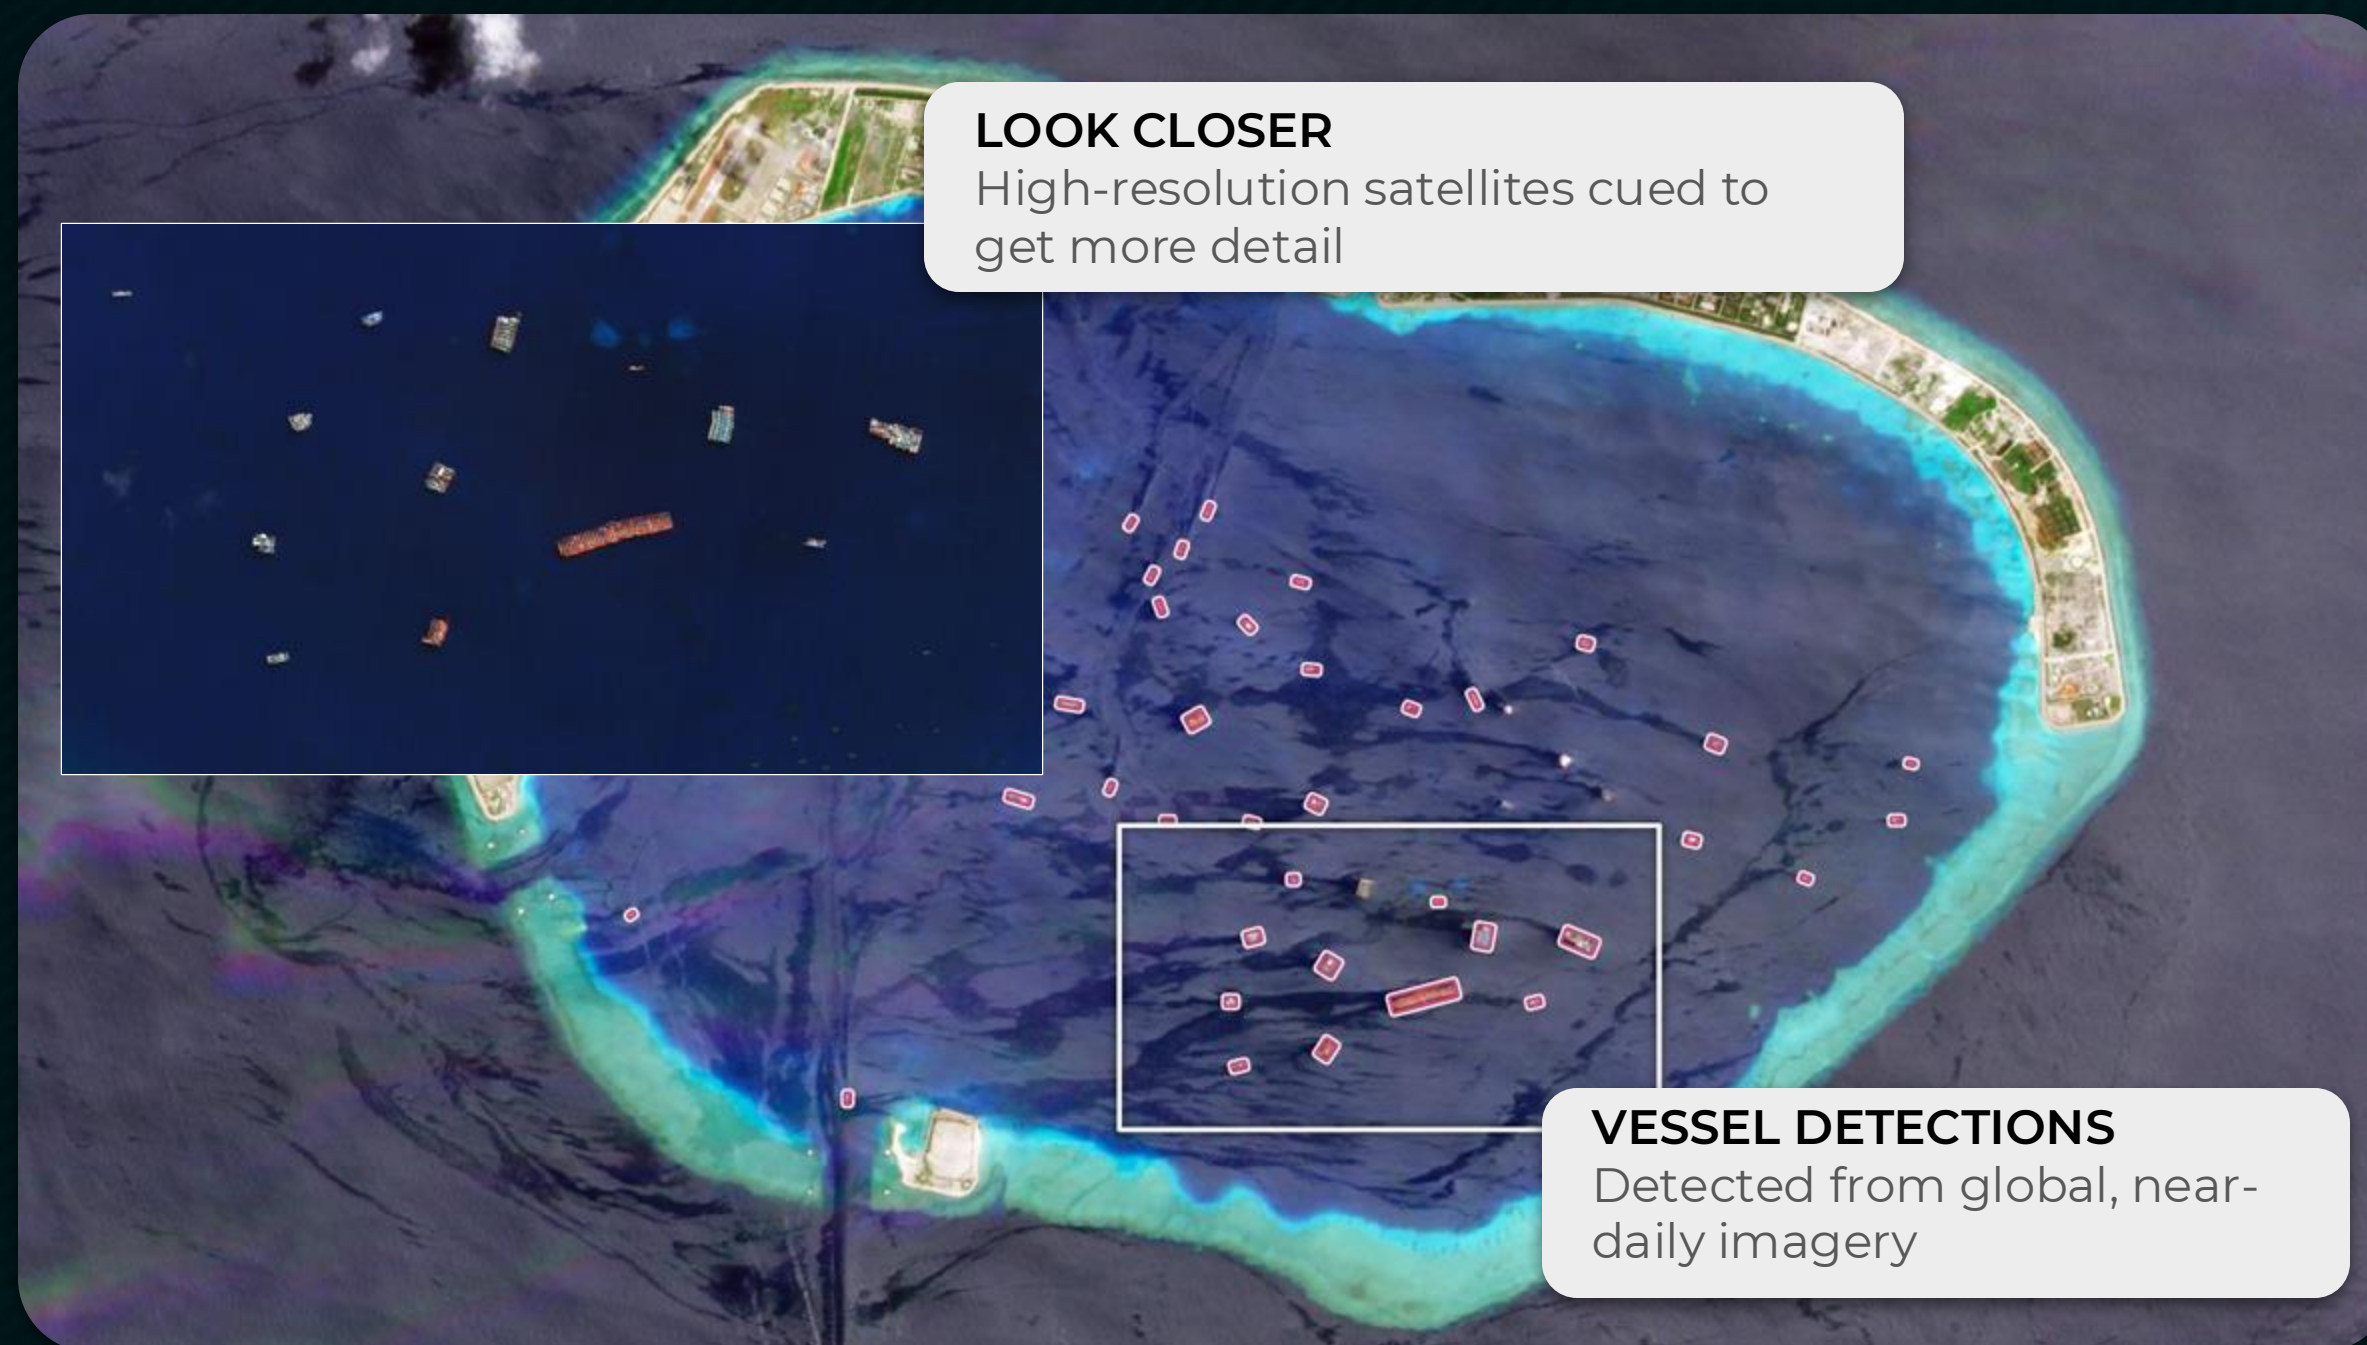 LOOK CLOSER
High-resolution satellites cued to
get more detail
VESSEL DETECTIONS
Detected from global, near-
daily imagery